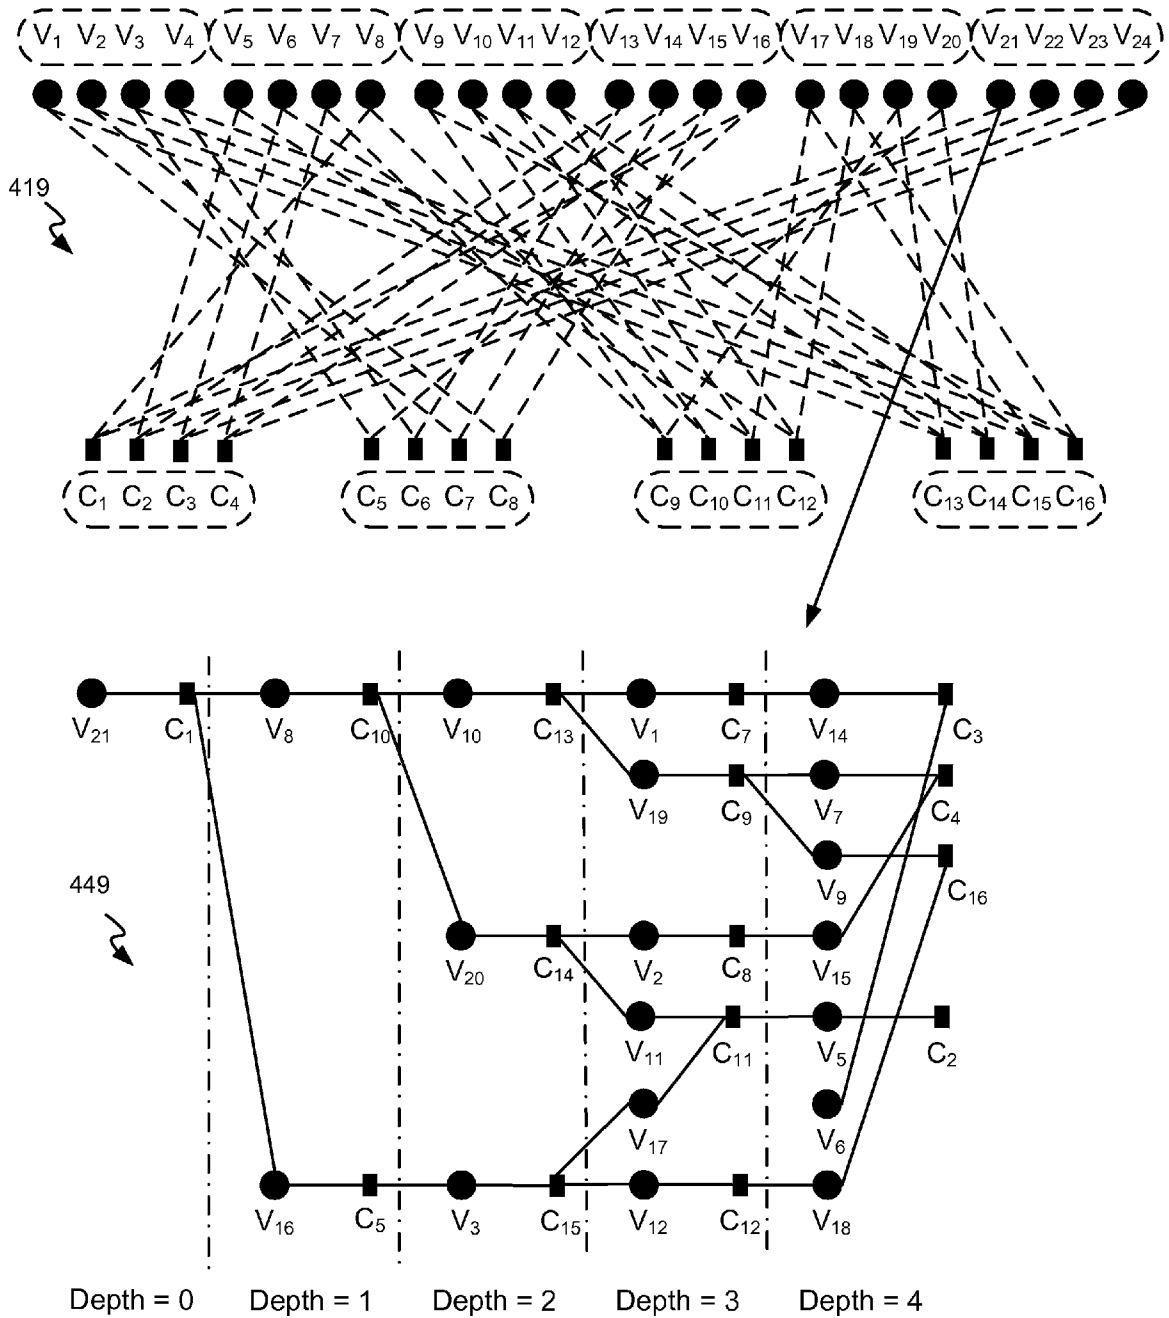 V1 V2 V3 V4 V5 V6 V7 V8 V9 V10 V11 V12 V13 V14 V15 V16 V17 V18 V19 V20 V21 V22 V23 V24
419
C1 C2 C3 C4 C5 C6 C7 C8 C9 C10 C11 C12 C13 C14 C15 C16
V21 C1 V8 C10 V10 C13 V1 C7 V14 C3
V19 C9 V7 C4
449
V9 C16
V20 C14 V2 C8 V15
V11 C11 V5 C2
V17 V6
V16 C5 V3 C15 V12 C12 V18
Depth = 0 Depth = 1 Depth = 2 Depth = 3 Depth = 4